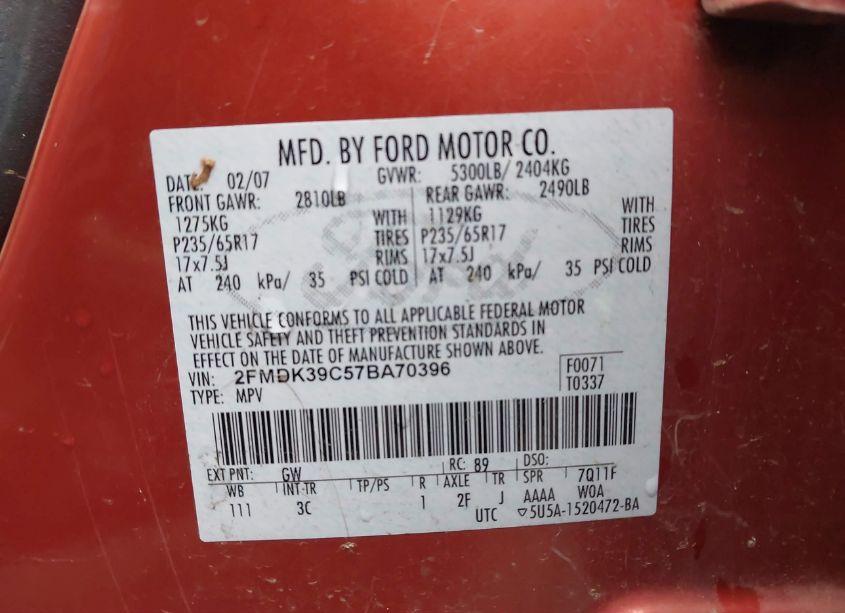 MFD. BY FORD MOTOR CO.
DATE: 02/07 GVWR: 5300LB/ 2404KG
FRONT GAWR: 2810LB REAR GAWR: 2490LB
1275KG WITH 1129KG WITH
P235/65R17 TIRES P235/65R17 TIRES
17x7.5J RIMS 17x7.5J RIMS
AT 240 kPa/ 35 PSI COLD AT 240 kPa/ 35 PSI COLD
THIS VEHICLE CONFORMS TO ALL APPLICABLE FEDERAL MOTOR
VEHICLE SAFETY AND THEFT PREVENTION STANDARDS IN
EFFECT ON THE DATE OF MANUFACTURE SHOWN ABOVE.
VIN: 2FMDK39C57BA70396 F0071
TYPE: MPV T0337
EXT PNT: GW RC: 89 DSO:
WB INT TR TP/PS R AXLE TR SPR 7Q11F
111 3C 1 2F J AAAA WOA
UTC ▽5U5A-1520472-BA